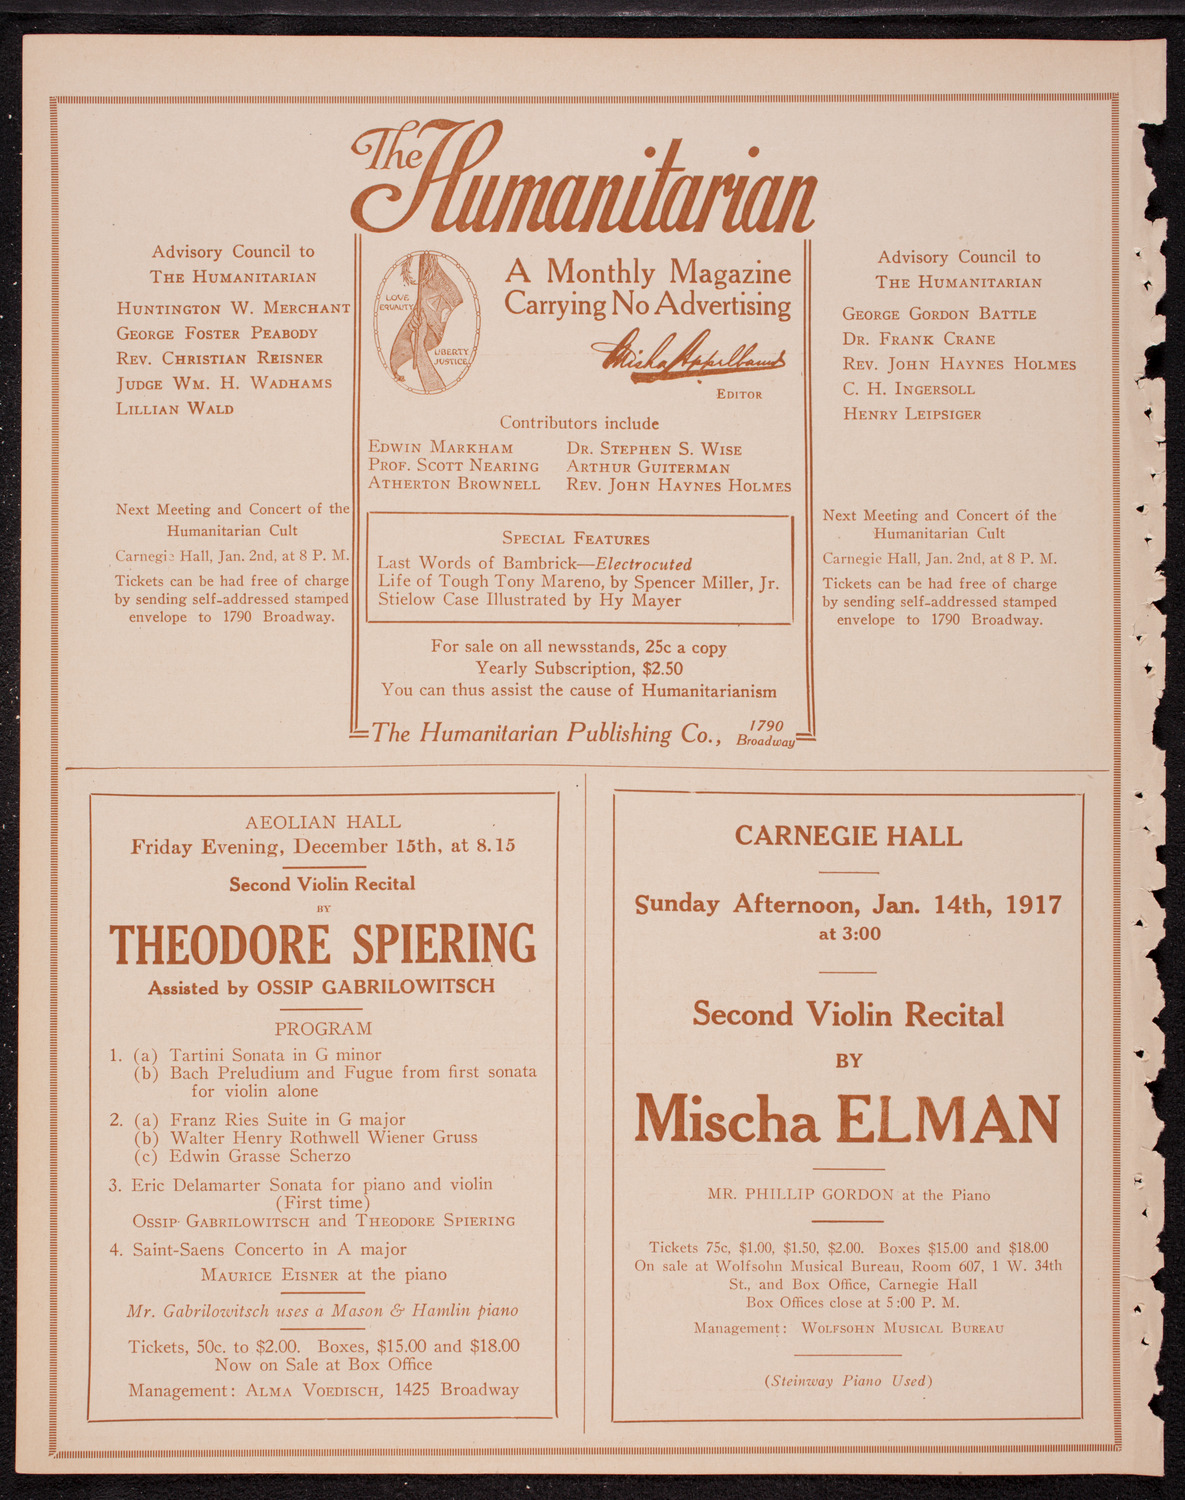 The Humanitarian
Advisory Council to
THE HUMANITARIAN
HUNTINGTON W. MERCHANT
GEORGE FOSTER PEABODY
REV. CHRISTIAN REISNER
JUDGE WM. H. WADHAMS
LILLIAN WALD
Next Meeting and Concert of the
Humanitarian Cult
Carnegie Hall, Jan. 2nd, at 8 P. M.
Tickets can be had free of charge
by sending self-addressed stamped
envelope to 1790 Broadway.
LOVE
EQUALITY
LIBERTY
JUSTICE
A Monthly Magazine
Carrying No Advertising
Misha Appelbaum
EDITOR
Contributors include
EDWIN MARKHAM DR. STEPHEN S. WISE
PROF. SCOTT NEARING ARTHUR GUITERMAN
ATHERTON BROWNELL REV. JOHN HAYNES HOLMES
SPECIAL FEATURES
Last Words of Bambrick—Electrocuted
Life of Tough Tony Mareno, by Spencer Miller, Jr.
Stielow Case Illustrated by Hy Mayer
For sale on all newsstands, 25c a copy
Yearly Subscription, $2.50
You can thus assist the cause of Humanitarianism
The Humanitarian Publishing Co., 1790
Broadway
Advisory Council to
THE HUMANITARIAN
GEORGE GORDON BATTLE
DR. FRANK CRANE
REV. JOHN HAYNES HOLMES
C. H. INGERSOLL
HENRY LEIPSIGER
Next Meeting and Concert of the
Humanitarian Cult
Carnegie Hall, Jan. 2nd, at 8 P. M.
Tickets can be had free of charge
by sending self-addressed stamped
envelope to 1790 Broadway.
AEOLIAN HALL
Friday Evening, December 15th, at 8.15
Second Violin Recital
BY
THEODORE SPIERING
Assisted by OSSIP GABRILOWITSCH
PROGRAM
1. (a) Tartini Sonata in G minor
(b) Bach Preludium and Fugue from first sonata
for violin alone
2. (a) Franz Ries Suite in G major
(b) Walter Henry Rothwell Wiener Gruss
(c) Edwin Grasse Scherzo
3. Eric Delamarter Sonata for piano and violin
(First time)
OSSIP GABRILOWITSCH and THEODORE SPIERING
4. Saint-Saens Concerto in A major
MAURICE EISNER at the piano
Mr. Gabrilowitsch uses a Mason & Hamlin piano
Tickets, 50c. to $2.00. Boxes, $15.00 and $18.00
Now on Sale at Box Office
Management: ALMA VOEDISCH, 1425 Broadway
CARNEGIE HALL
Sunday Afternoon, Jan. 14th, 1917
at 3:00
Second Violin Recital
BY
Mischa ELMAN
MR. PHILLIP GORDON at the Piano
Tickets 75c, $1.00, $1.50, $2.00. Boxes $15.00 and $18.00
On sale at Wolfsohn Musical Bureau, Room 607, 1 W. 34th
St., and Box Office, Carnegie Hall
Box Offices close at 5:00 P. M.
Management: WOLFSOHN MUSICAL BUREAU
(Steinway Piano Used)